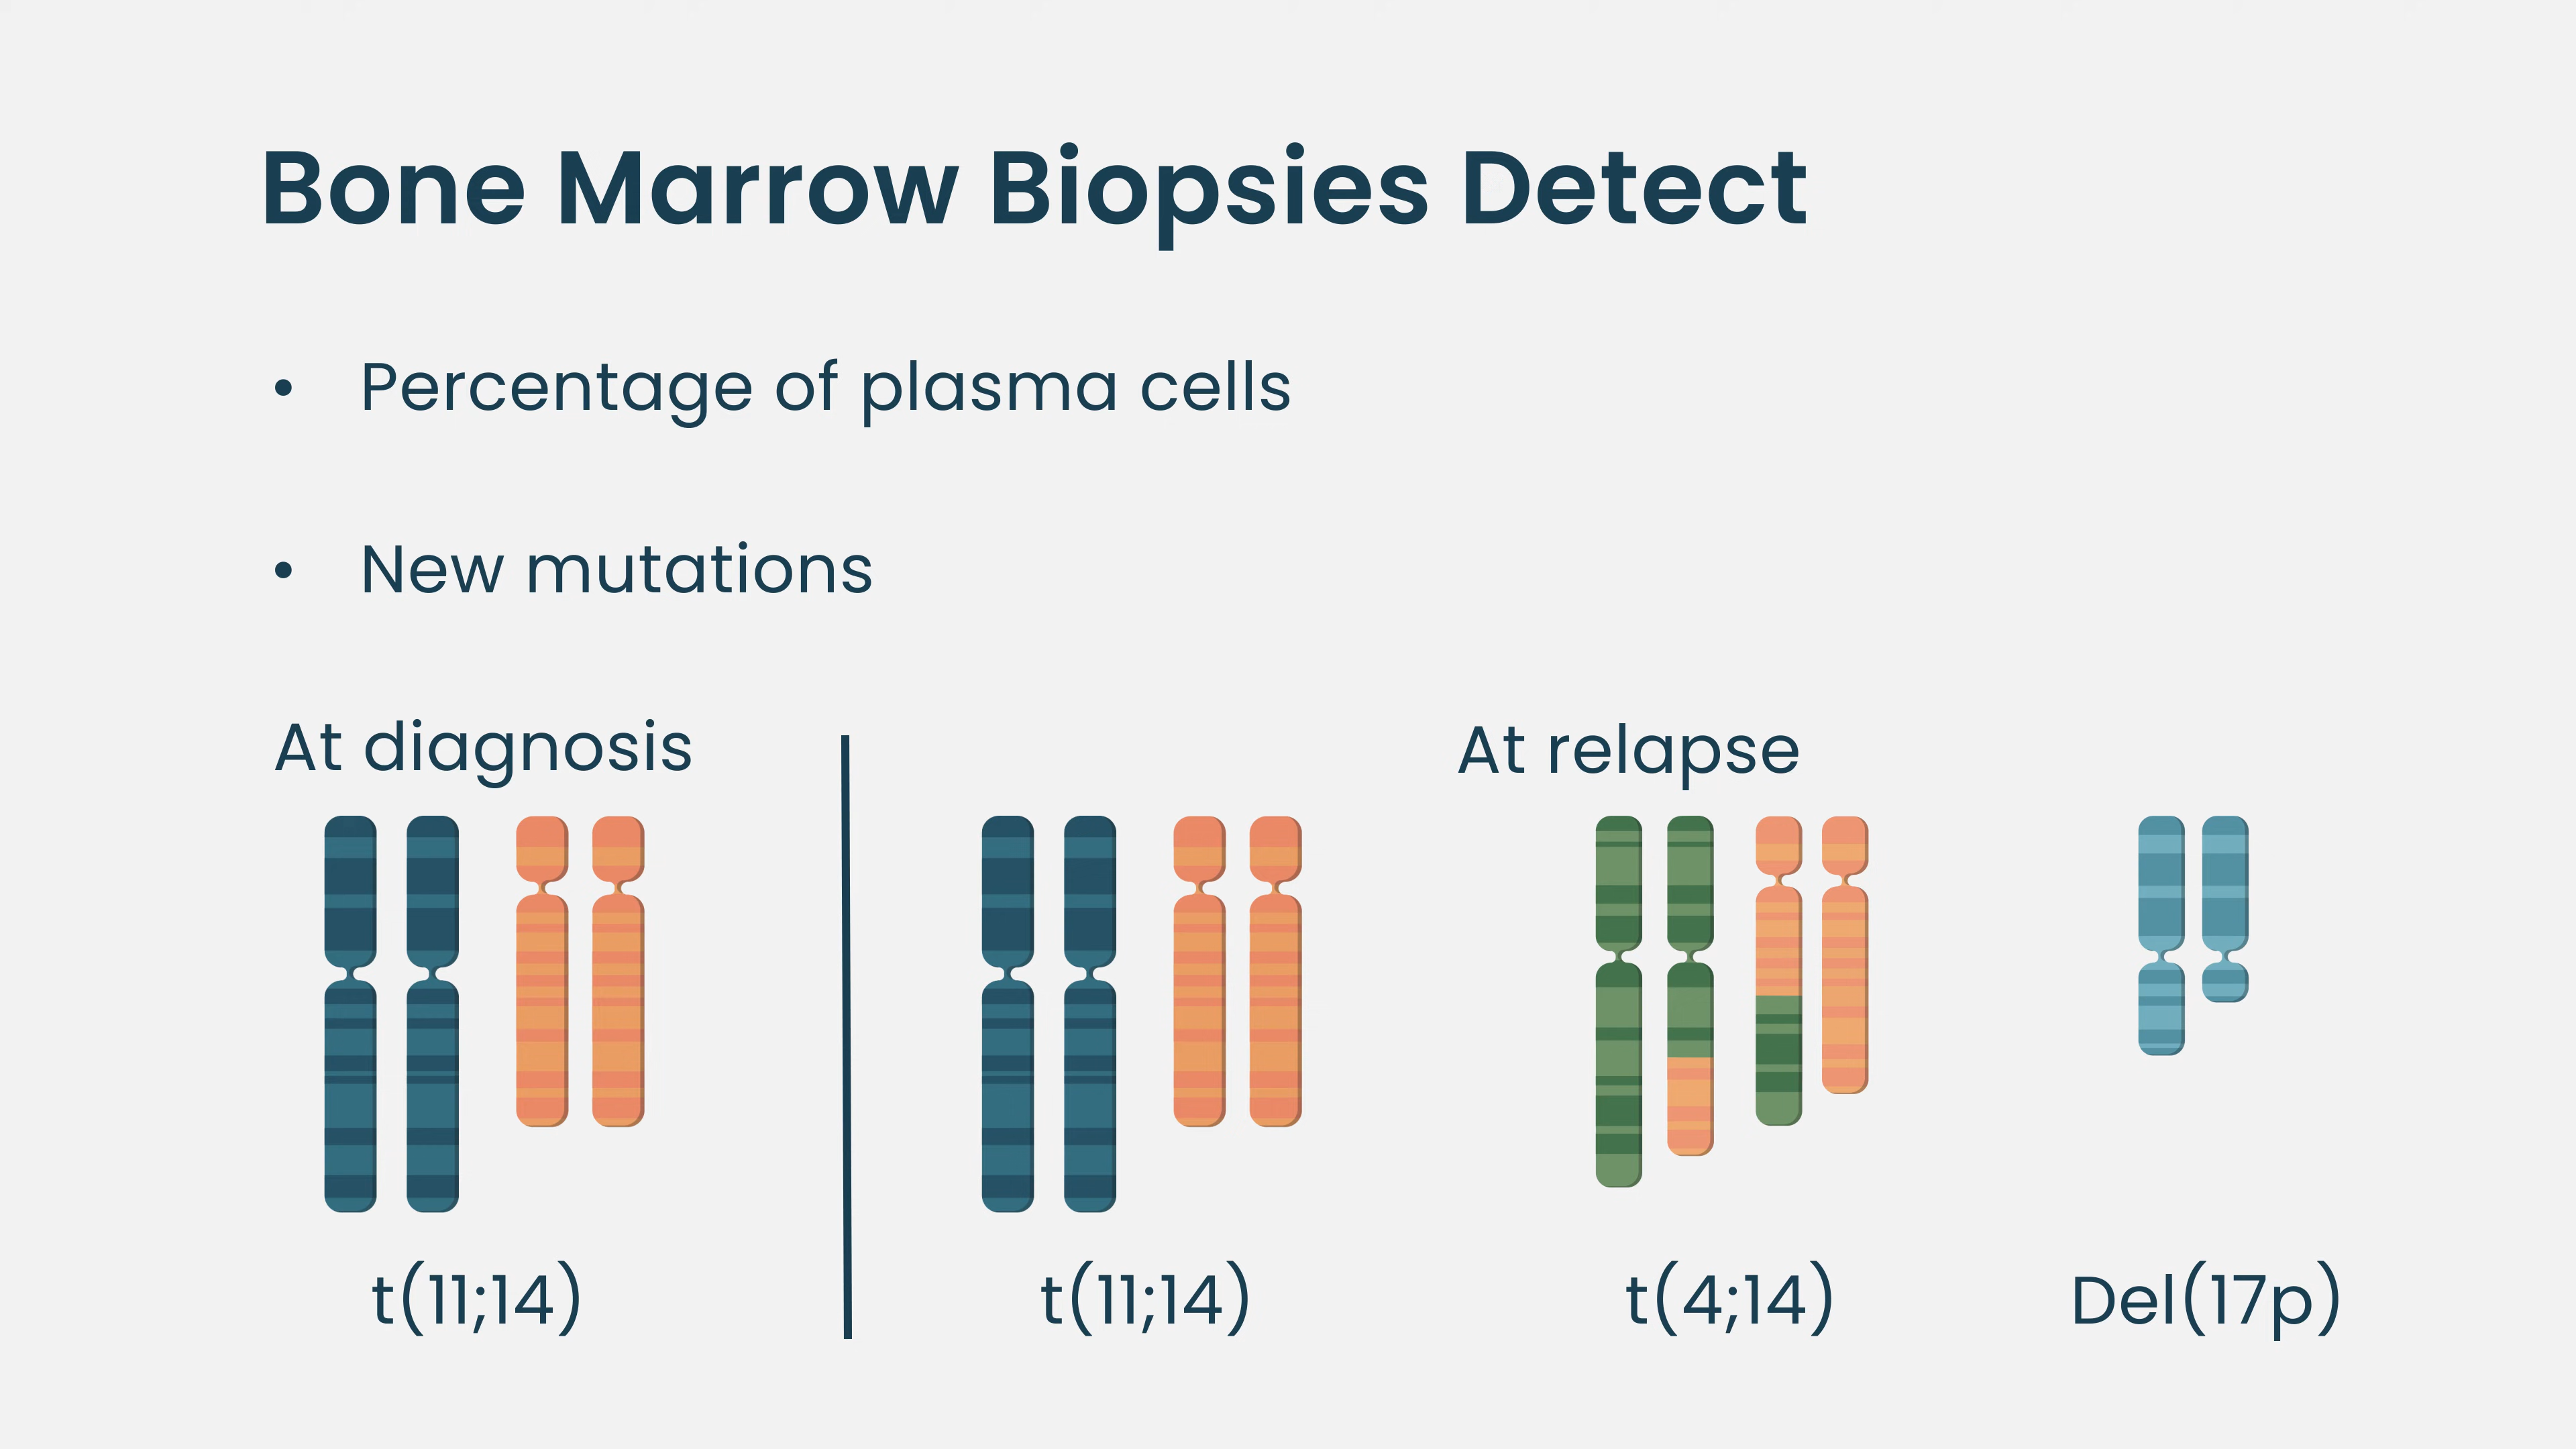 Bone Marrow Biopsies Detect
• Percentage of plasma cells
• New mutations
At diagnosis
At relapse
t(11;14)
t(11;14)
t(4;14)
Del(17p)